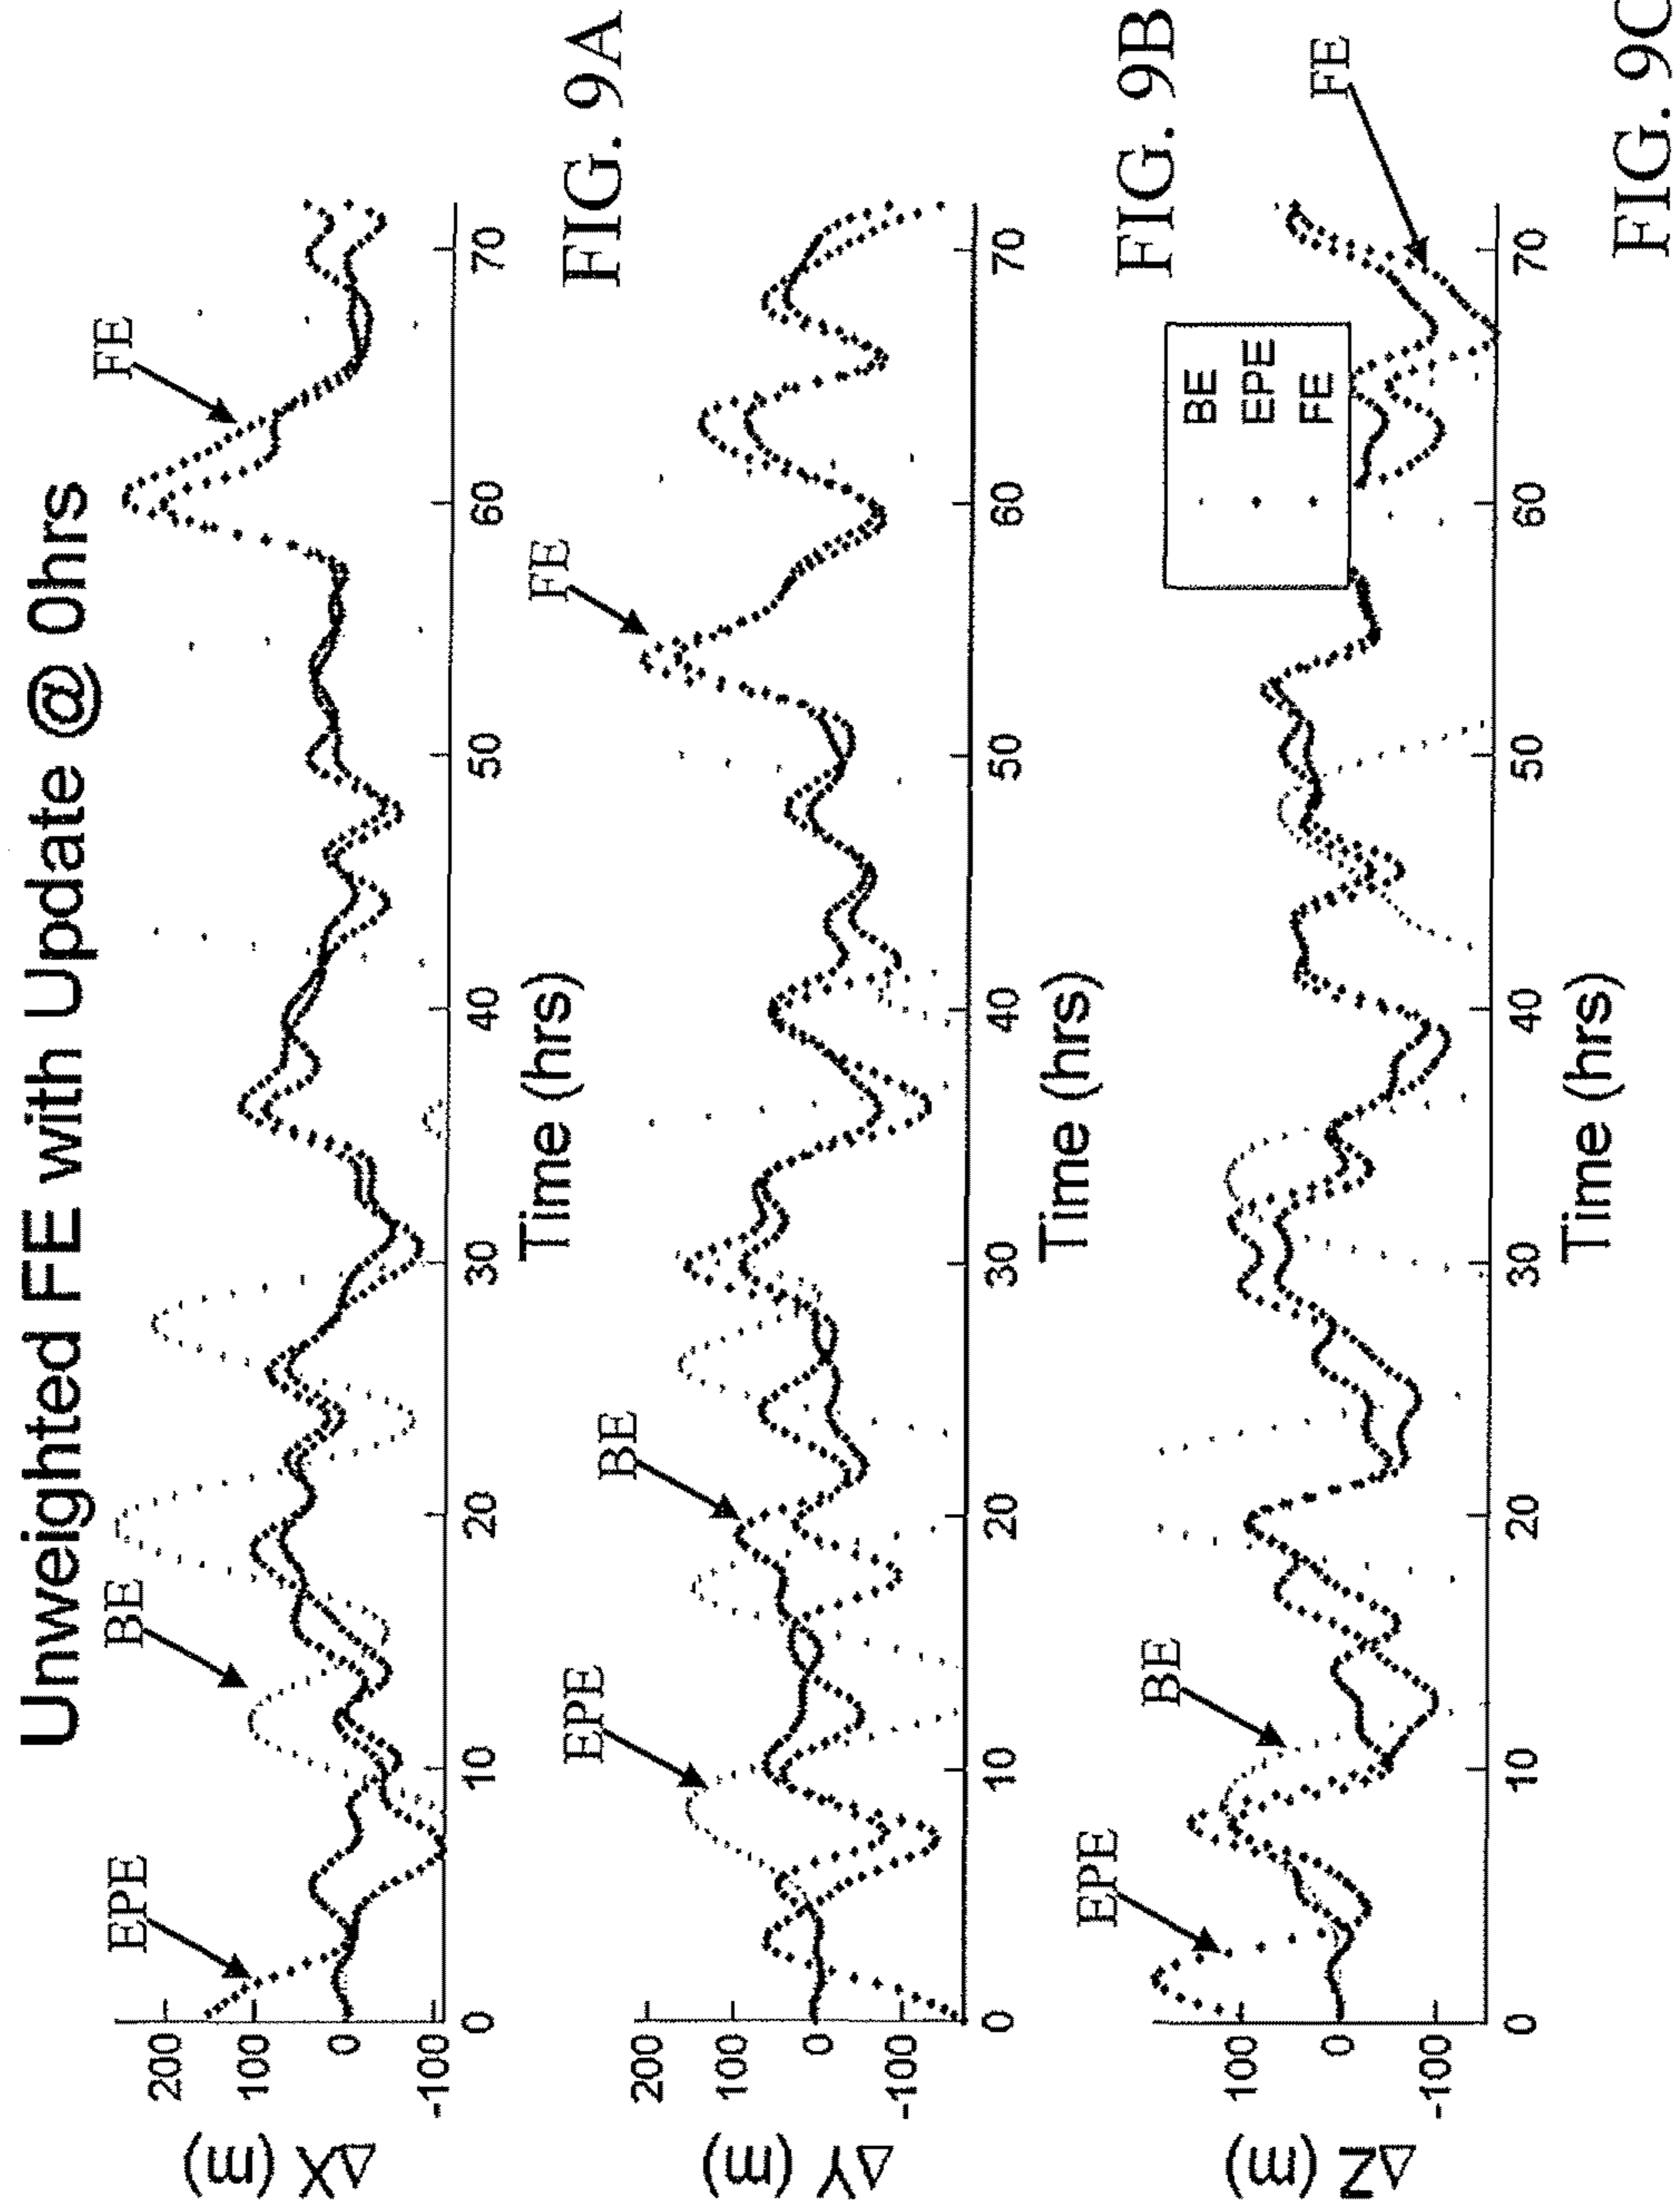 Unweighted FE with Update @ 0hrs
EPE
BE
FE
ΔX (m)
200
100
0
-100
0
10
20
30
40
50
60
70
Time (hrs)
FIG. 9A
EPE
BE
FE
ΔY (m)
200
100
0
-100
0
10
20
30
40
50
60
70
Time (hrs)
FIG. 9B
EPE
BE
BE
EPE
FE
FE
ΔZ (m)
100
0
-100
0
10
20
30
40
50
60
70
Time (hrs)
FIG. 9C